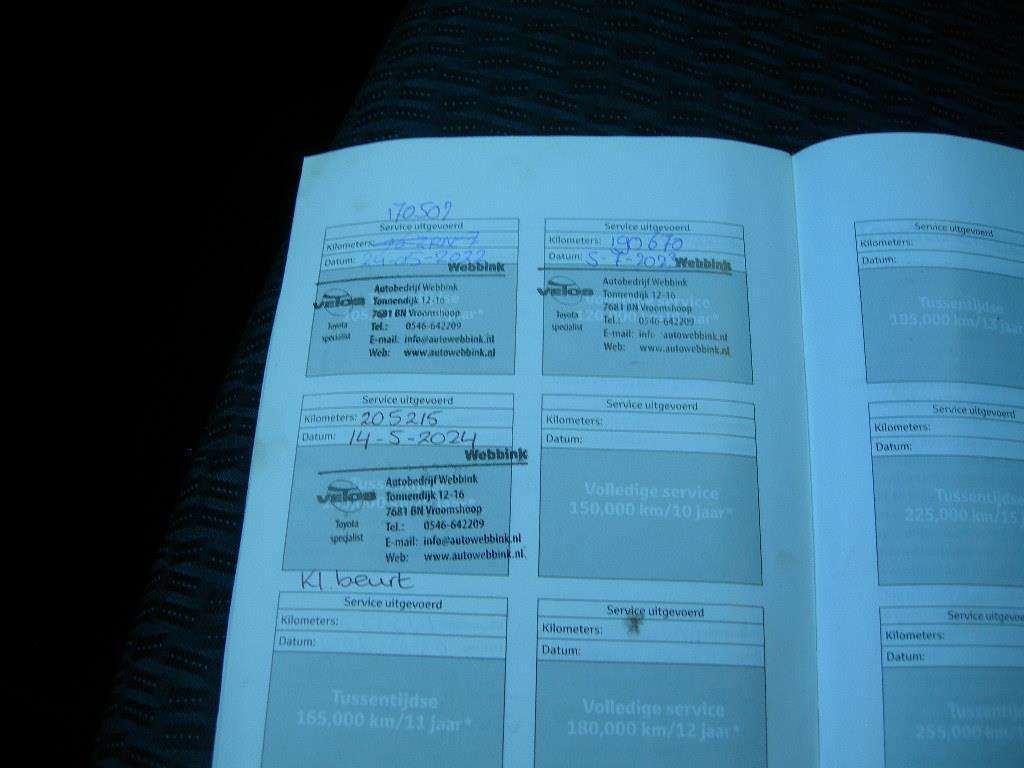 170507
Service uitgevoerd
Kilometers:
Datum: 24-05-2022
Webbink
Autobedrijf Webbink
Tonnendijk 12-16
7681 BN Vroomshoop
Tel.: 0546-642209
E-mail: info@autowebbink.nl
Web: www.autowebbink.nl
Toyota
specialist
Service uitgevoerd
Kilometers: 190670
Datum: 5-7-2023
Webbink
Autobedrijf Webbink
Tonnendijk 12-16
7681 BN Vroomshoop
Tel.: 0546-642209
E-mail: info autowebbink.nl
Web: www.autowebbink.nl
Toyota
specialist
Service uitgevoerd
Kilometers:
Datum:
Tussentijdse
195,000 km/13 jaar*
Service uitgevoerd
Kilometers: 205215
Datum: 14-5-2024
Webbink
Autobedrijf Webbink
Tonnendijk 12-16
7681 BN Vroomshoop
Tel.: 0546-642209
E-mail: info@autowebbink.nl
Web: www.autowebbink.nl
Toyota
specialist
Kl. beurt
Service uitgevoerd
Kilometers:
Datum:
Volledige service
150,000 km/10 jaar*
Service uitgevoerd
Kilometers:
Datum:
Tussentijdse
225,000 km/15 j
Service uitgevoerd
Kilometers:
Datum:
Tussentijdse
165,000 km/11 jaar*
Service uitgevoerd
Kilometers:
Datum:
Volledige service
180,000 km/12 jaar*
Service uitgevoe
Kilometers:
Datum:
Tussenti
255,000 km/